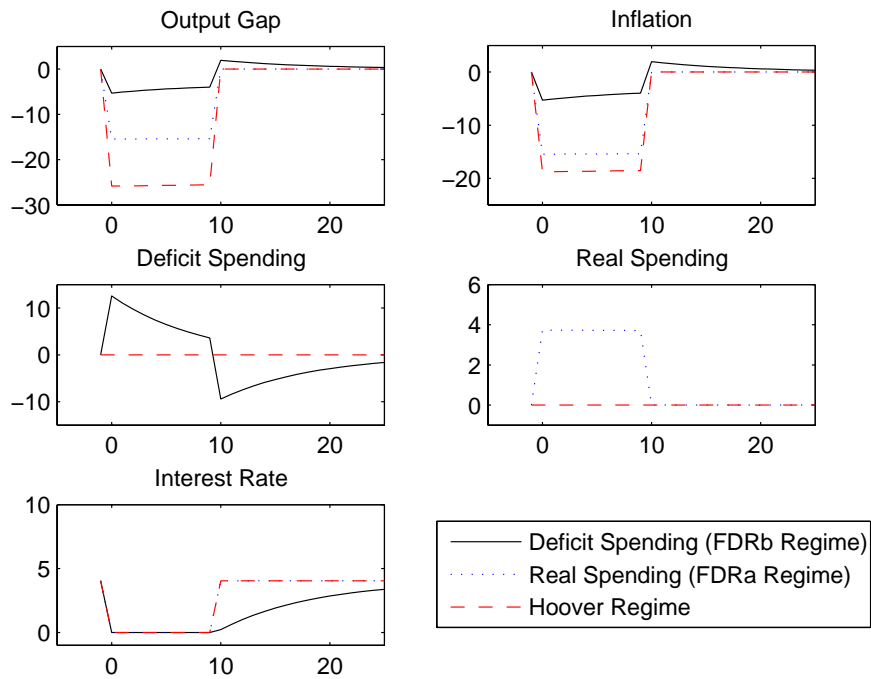 Output Gap
0
−10
−20
−30
0 10 20
Inflation
0
−10
−20
0 10 20
Deficit Spending
10
0
−10
0 10 20
Real Spending
6
4
2
0
0 10 20
Interest Rate
10
5
0
0 10 20
Deficit Spending (FDRb Regime)
Real Spending (FDRa Regime)
Hoover Regime